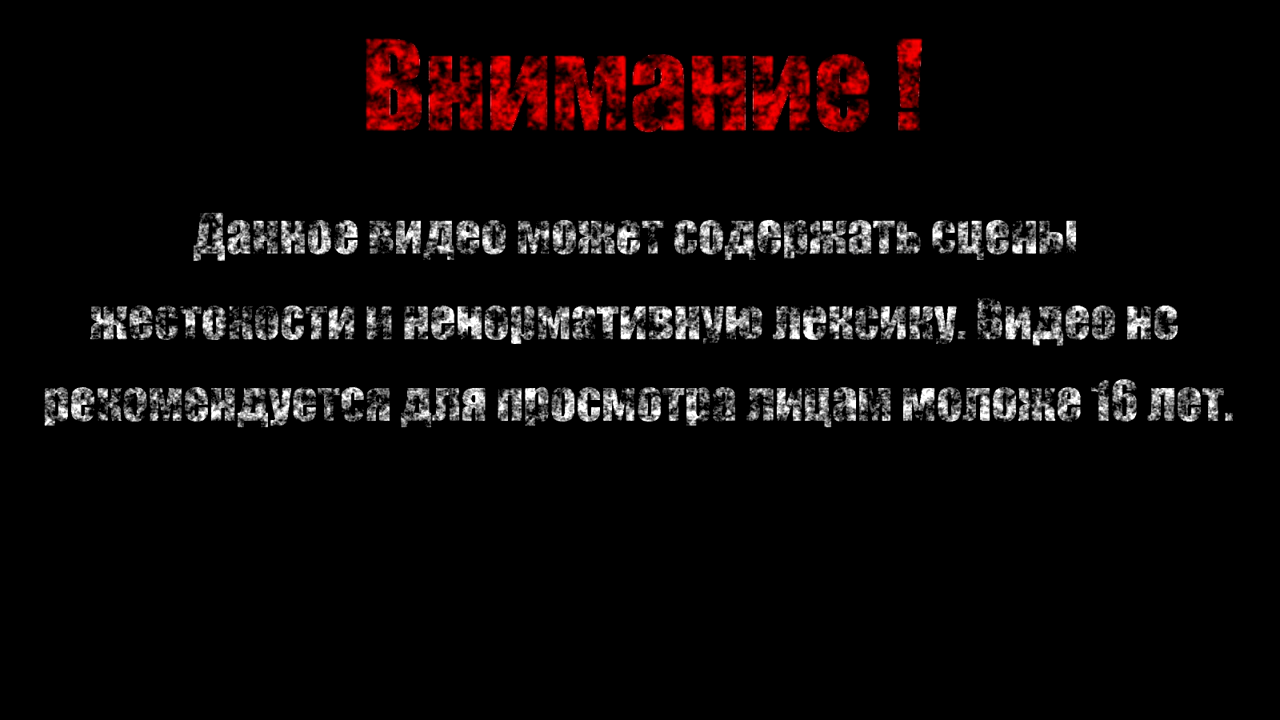 Внимание !
Данное видео может содержать сцены
жестокости и ненормативную лексику. Видео не
рекомендуется для просмотра лицам моложе 16 лет.